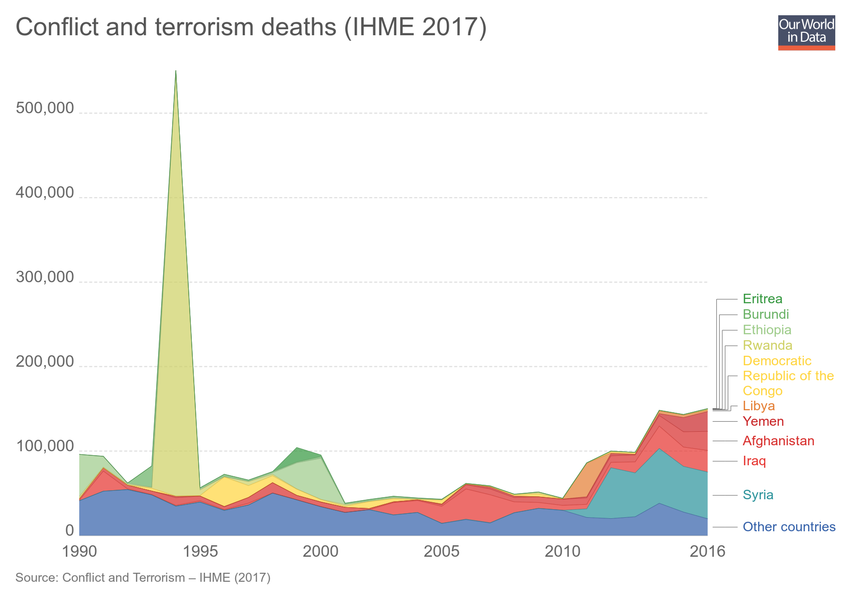 Conflict and terrorism deaths (IHME 2017)
Our World
in Data
500,000
400,000
300,000
200,000
100,000
0
1990
1995
2000
2005
2010
2016
Eritrea
Burundi
Ethiopia
Rwanda
Democratic
Republic of the
Congo
Libya
Yemen
Afghanistan
Iraq
Syria
Other countries
Source: Conflict and Terrorism – IHME (2017)